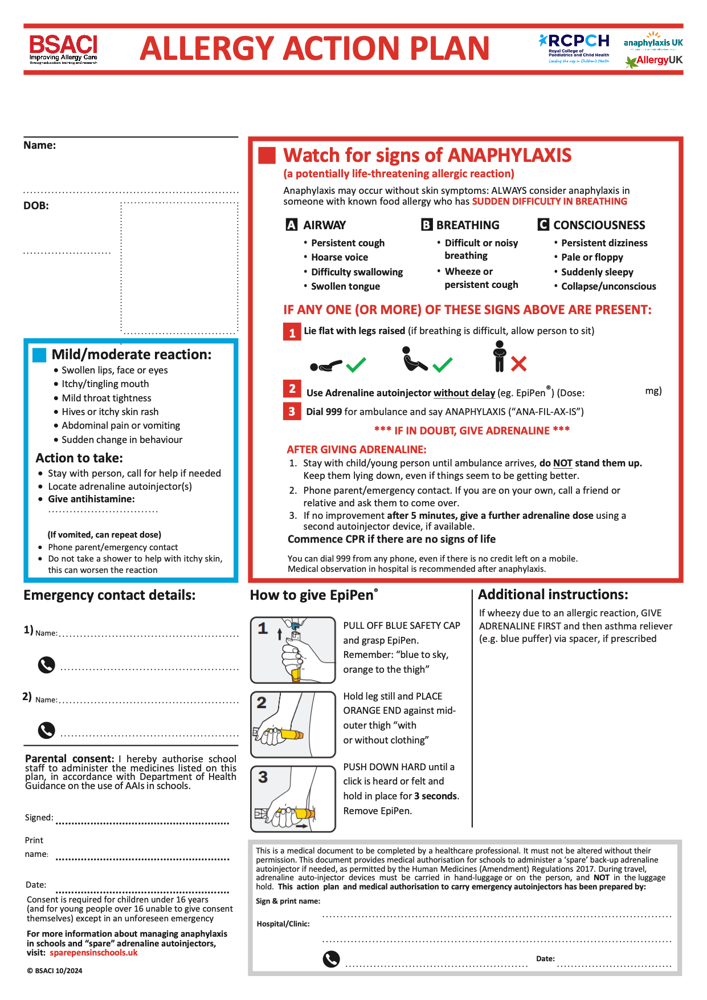 BSACI
Improving Allergy Care
through education, training and research
ALLERGY ACTION PLAN
RCPCH
Royal College of
Paediatrics and Child Health
Leading the way in Children's Health
anaphylaxis UK
AllergyUK
Name:
DOB:
Mild/moderate reaction:
• Swollen lips, face or eyes
• Itchy/tingling mouth
• Mild throat tightness
• Hives or itchy skin rash
• Abdominal pain or vomiting
• Sudden change in behaviour
Action to take:
• Stay with person, call for help if needed
• Locate adrenaline autoinjector(s)
• Give antihistamine:
(If vomited, can repeat dose)
• Phone parent/emergency contact
• Do not take a shower to help with itchy skin,
this can worsen the reaction
Watch for signs of ANAPHYLAXIS
(a potentially life-threatening allergic reaction)
Anaphylaxis may occur without skin symptoms: ALWAYS consider anaphylaxis in
someone with known food allergy who has SUDDEN DIFFICULTY IN BREATHING
A AIRWAY
• Persistent cough
• Hoarse voice
• Difficulty swallowing
• Swollen tongue
B BREATHING
• Difficult or noisy
breathing
• Wheeze or
persistent cough
C CONSCIOUSNESS
• Persistent dizziness
• Pale or floppy
• Suddenly sleepy
• Collapse/unconscious
IF ANY ONE (OR MORE) OF THESE SIGNS ABOVE ARE PRESENT:
1 Lie flat with legs raised (if breathing is difficult, allow person to sit)
2 Use Adrenaline autoinjector without delay (eg. EpiPen®) (Dose: mg)
3 Dial 999 for ambulance and say ANAPHYLAXIS (“ANA-FIL-AX-IS”)
*** IF IN DOUBT, GIVE ADRENALINE ***
AFTER GIVING ADRENALINE:
1. Stay with child/young person until ambulance arrives, do NOT stand them up.
Keep them lying down, even if things seem to be getting better.
2. Phone parent/emergency contact. If you are on your own, call a friend or
relative and ask them to come over.
3. If no improvement after 5 minutes, give a further adrenaline dose using a
second autoinjector device, if available.
Commence CPR if there are no signs of life
You can dial 999 from any phone, even if there is no credit left on a mobile.
Medical observation in hospital is recommended after anaphylaxis.
Emergency contact details:
1) Name:
2) Name:
Parental consent: I hereby authorise school
staff to administer the medicines listed on this
plan, in accordance with Department of Health
Guidance on the use of AAIs in schools.
Signed:
Print
name:
Date:
Consent is required for children under 16 years
(and for young people over 16 unable to give consent
themselves) except in an unforeseen emergency
For more information about managing anaphylaxis
in schools and “spare” adrenaline autoinjectors,
visit: sparepensinschools.uk
© BSACI 10/2024
How to give EpiPen®
1
PULL OFF BLUE SAFETY CAP
and grasp EpiPen.
Remember: “blue to sky,
orange to the thigh”
2
Hold leg still and PLACE
ORANGE END against mid-
outer thigh “with
or without clothing”
3
PUSH DOWN HARD until a
click is heard or felt and
hold in place for 3 seconds.
Remove EpiPen.
Additional instructions:
If wheezy due to an allergic reaction, GIVE
ADRENALINE FIRST and then asthma reliever
(e.g. blue puffer) via spacer, if prescribed
This is a medical document to be completed by a healthcare professional. It must not be altered without their
permission. This document provides medical authorisation for schools to administer a ‘spare’ back-up adrenaline
autoinjector if needed, as permitted by the Human Medicines (Amendment) Regulations 2017. During travel,
adrenaline auto-injector devices must be carried in hand-luggage or on the person, and NOT in the luggage
hold. This action plan and medical authorisation to carry emergency autoinjectors has been prepared by:
Sign & print name:
Hospital/Clinic:
Date: